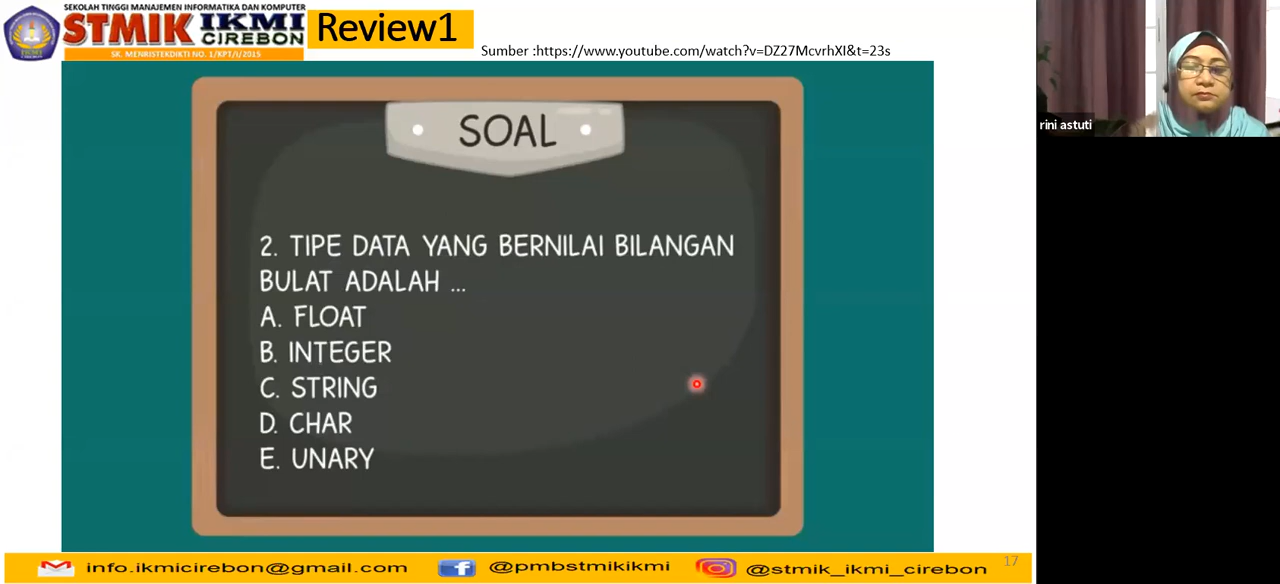 SEKOLAH TINGGI MANAJEMEN INFORMATIKA DAN KOMPUTER
STMIK IKMI
CIREBON
SK. MENRISTEKDIKTI NO. 1/KPT/I/2015
Review1
Sumber :https://www.youtube.com/watch?v=DZ27McvrhXI&t=23s
rini astuti
SOAL
2. TIPE DATA YANG BERNILAI BILANGAN
BULAT ADALAH ...
A. FLOAT
B. INTEGER
C. STRING
D. CHAR
E. UNARY
17
info.ikmicirebon@gmail.com
@pmbstmikikmi
@stmik_ikmi_cirebon